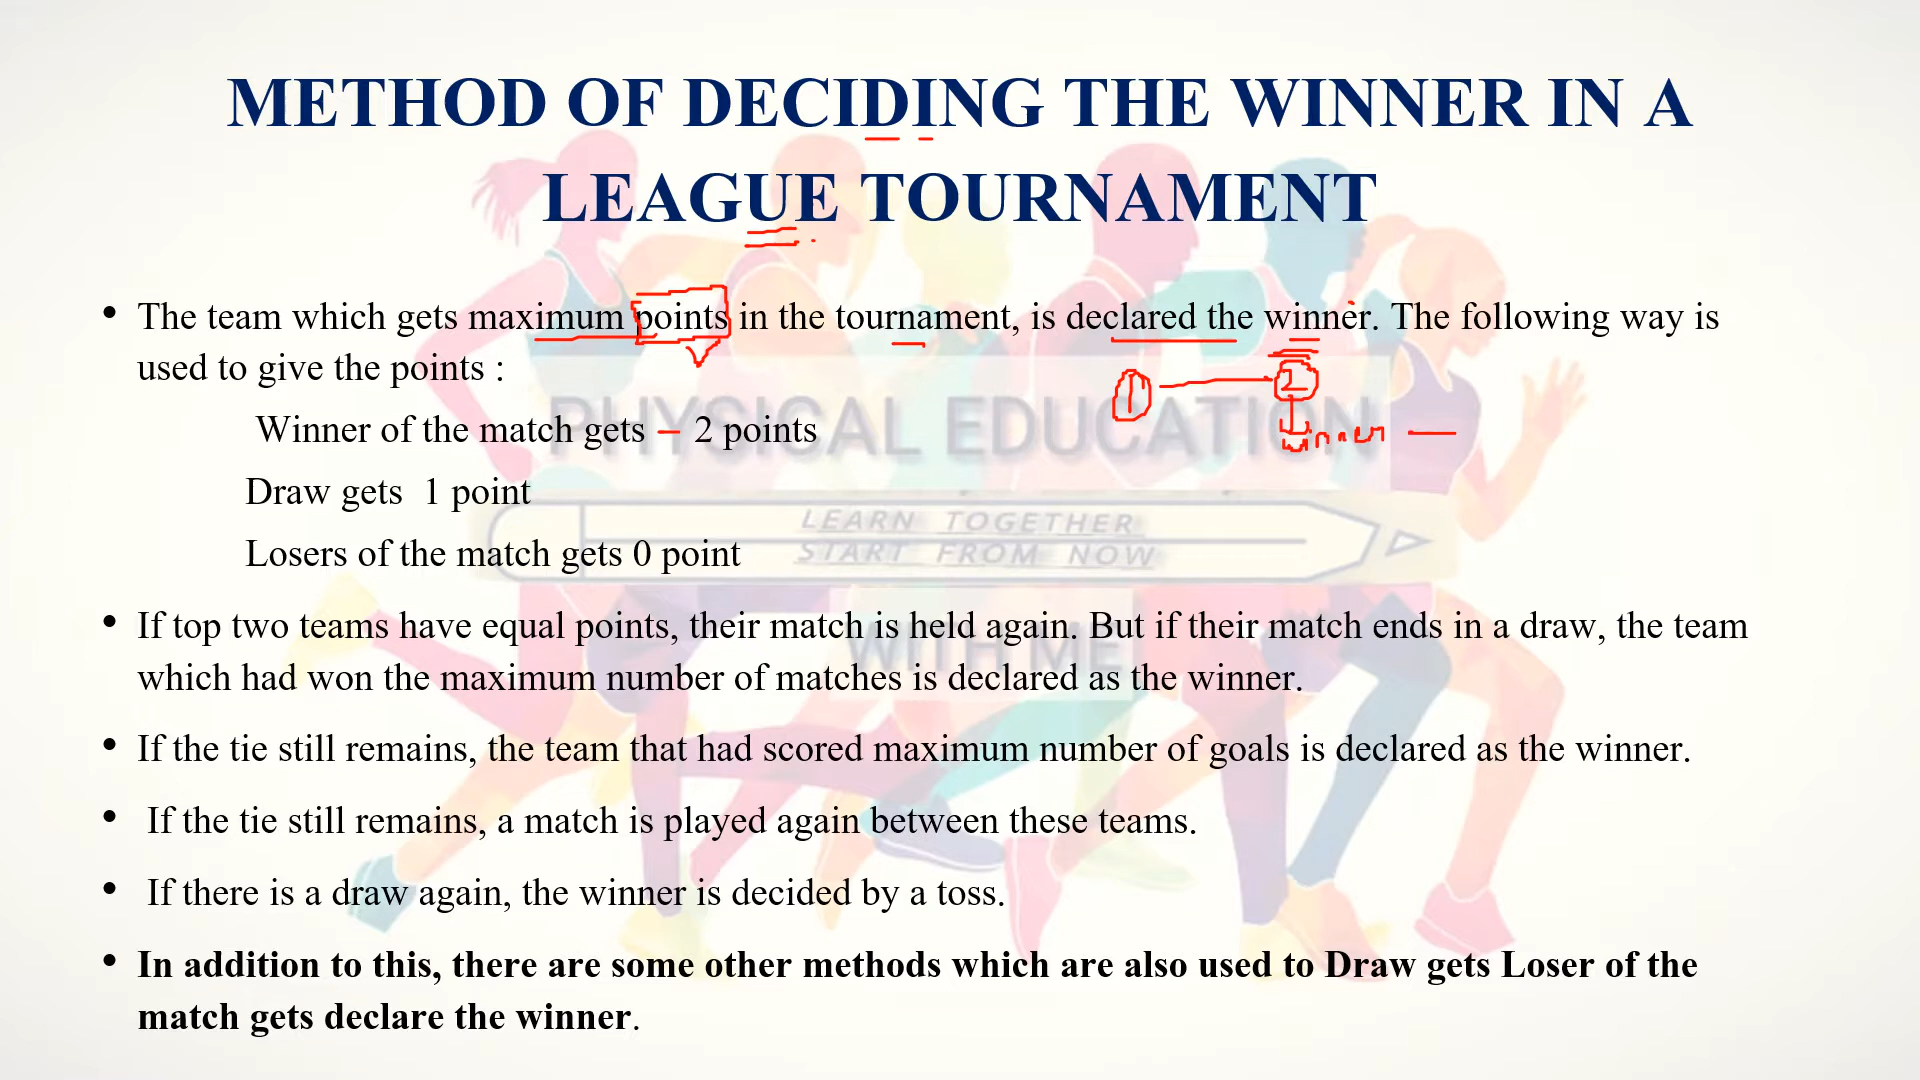 METHOD OF DECIDING THE WINNER IN A
LEAGUE TOURNAMENT
• The team which gets maximum points in the tournament, is declared the winner. The following way is
used to give the points :
1 — 2
PHYSICAL EDUCATION
Winner of the match gets – 2 points
winner —
Draw gets 1 point
LEARN TOGETHER
START FROM NOW
Losers of the match gets 0 point
• If top two teams have equal points, their match is held again. But if their match ends in a draw, the team
WITH ME
which had won the maximum number of matches is declared as the winner.
• If the tie still remains, the team that had scored maximum number of goals is declared as the winner.
• If the tie still remains, a match is played again between these teams.
• If there is a draw again, the winner is decided by a toss.
• In addition to this, there are some other methods which are also used to Draw gets Loser of the
match gets declare the winner.